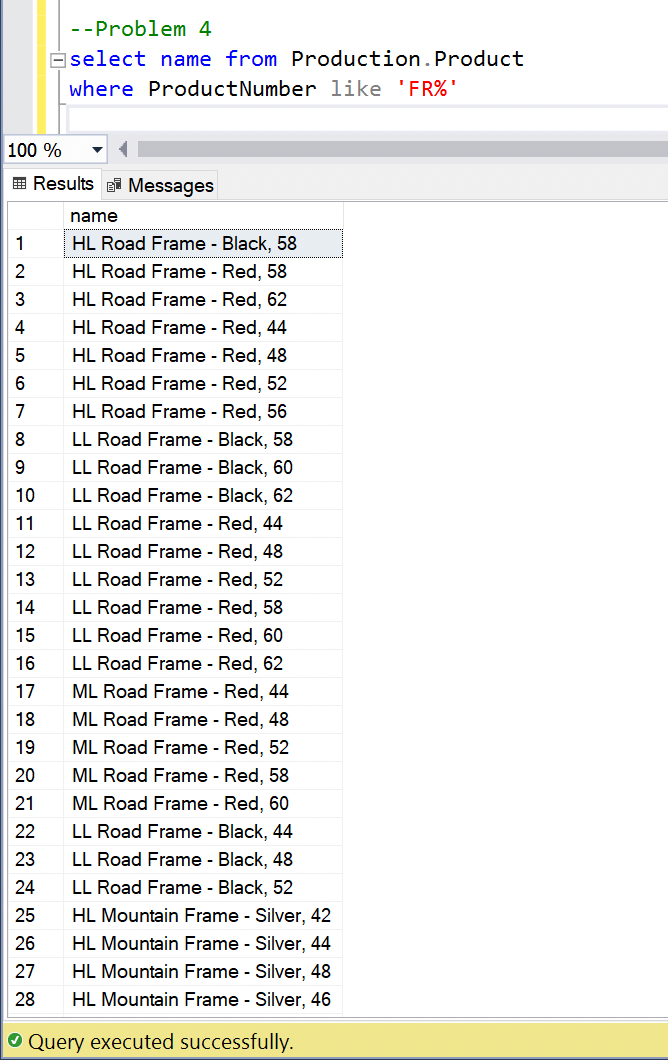 --Problem 4
select name from Production.Product
where ProductNumber like 'FR%'
100 %
Results Messages
name
1 HL Road Frame - Black, 58
2 HL Road Frame - Red, 58
3 HL Road Frame - Red, 62
4 HL Road Frame - Red, 44
5 HL Road Frame - Red, 48
6 HL Road Frame - Red, 52
7 HL Road Frame - Red, 56
8 LL Road Frame - Black, 58
9 LL Road Frame - Black, 60
10 LL Road Frame - Black, 62
11 LL Road Frame - Red, 44
12 LL Road Frame - Red, 48
13 LL Road Frame - Red, 52
14 LL Road Frame - Red, 58
15 LL Road Frame - Red, 60
16 LL Road Frame - Red, 62
17 ML Road Frame - Red, 44
18 ML Road Frame - Red, 48
19 ML Road Frame - Red, 52
20 ML Road Frame - Red, 58
21 ML Road Frame - Red, 60
22 LL Road Frame - Black, 44
23 LL Road Frame - Black, 48
24 LL Road Frame - Black, 52
25 HL Mountain Frame - Silver, 42
26 HL Mountain Frame - Silver, 44
27 HL Mountain Frame - Silver, 48
28 HL Mountain Frame - Silver, 46
Query executed successfully.